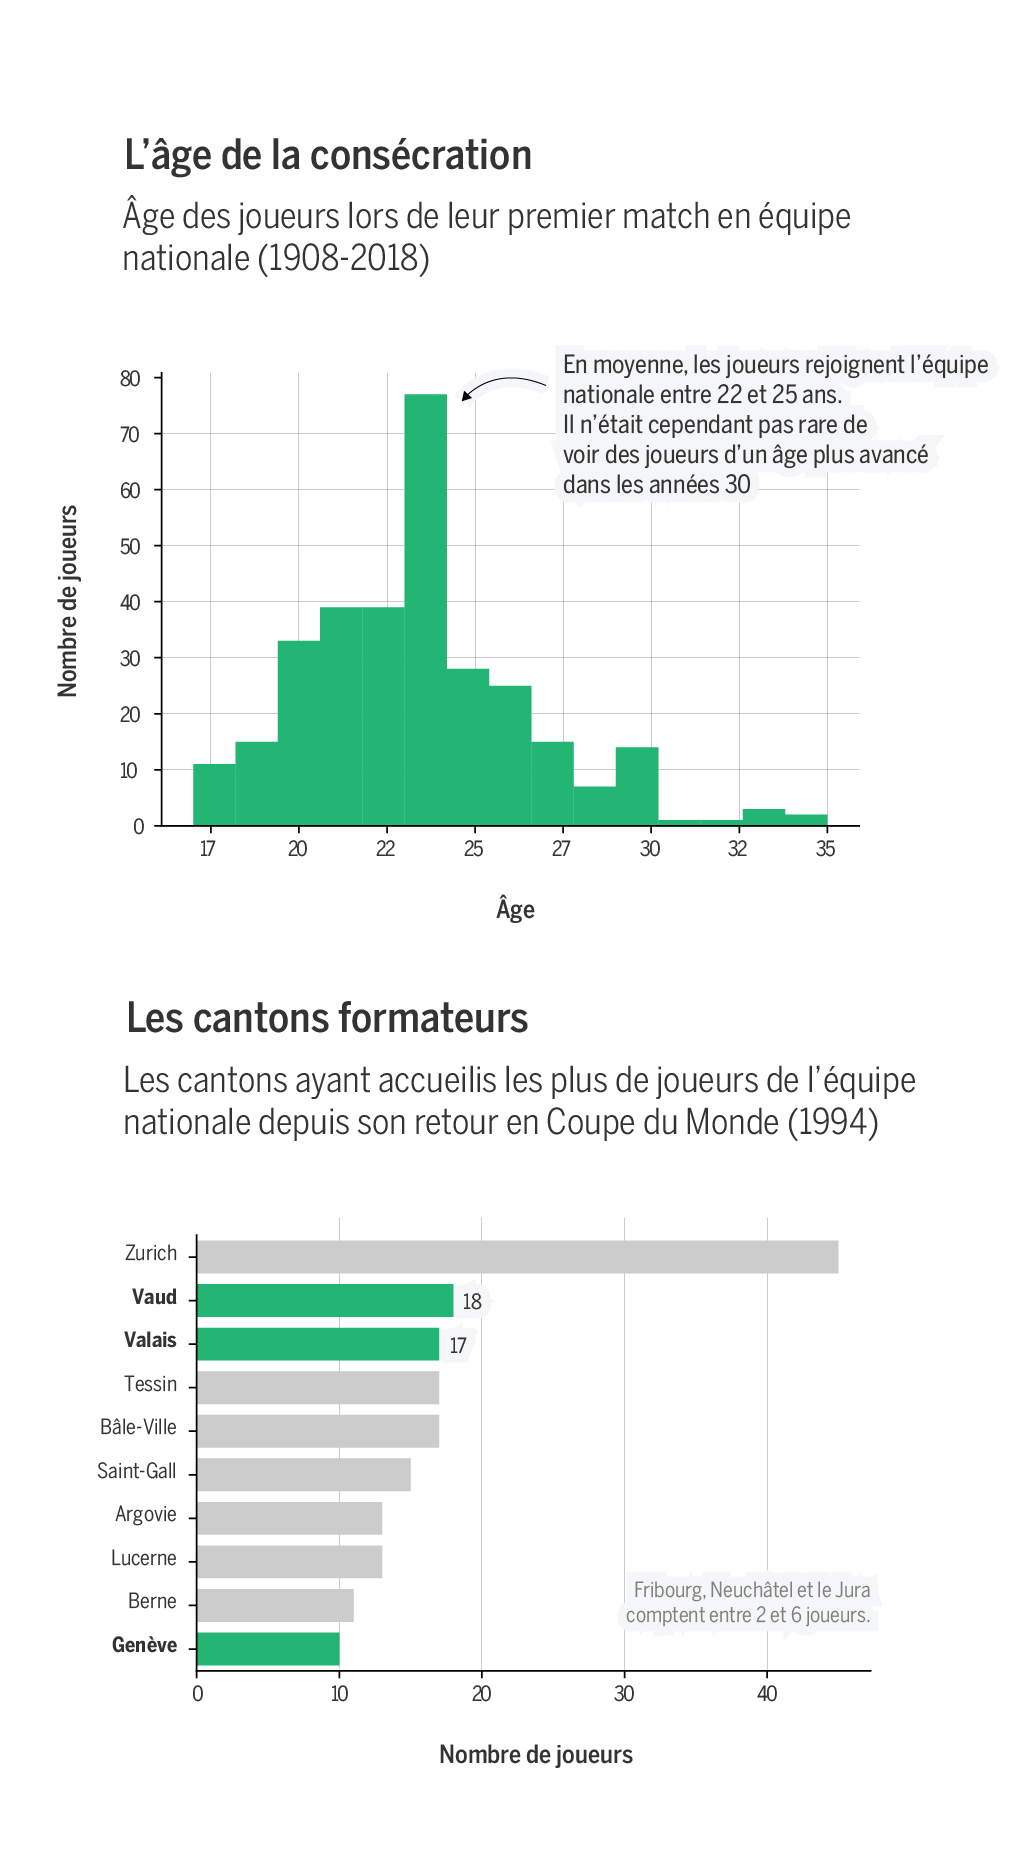 L’âge de la consécration
Âge des joueurs lors de leur premier match en équipe
nationale (1908-2018)
En moyenne, les joueurs rejoignent l’équipe
nationale entre 22 et 25 ans.
Il n’était cependant pas rare de
voir des joueurs d’un âge plus avancé
dans les années 30
80
70
60
50
40
30
20
10
0
Nombre de joueurs
17 20 22 25 27 30 32 35
Âge
Les cantons formateurs
Les cantons ayant accueilis les plus de joueurs de l’équipe
nationale depuis son retour en Coupe du Monde (1994)
Zurich
Vaud 18
Valais 17
Tessin
Bâle-Ville
Saint-Gall
Argovie
Lucerne
Berne
Genève
Fribourg, Neuchâtel et le Jura
comptent entre 2 et 6 joueurs.
0 10 20 30 40
Nombre de joueurs